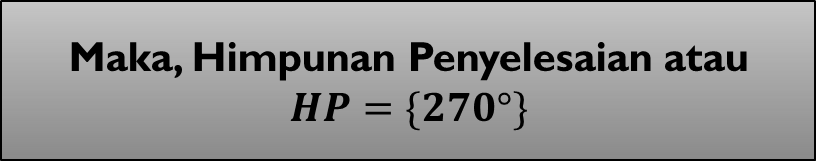 Maka, Himpunan Penyelesaian atau
HP = {270°}